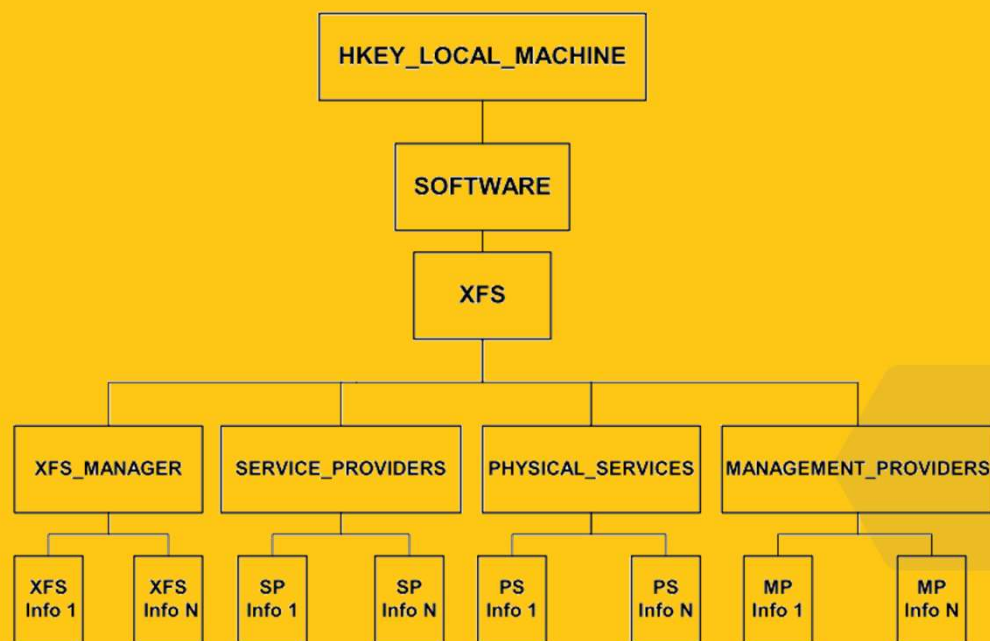 HKEY_LOCAL_MACHINE
SOFTWARE
XFS
XFS_MANAGER
SERVICE_PROVIDERS
PHYSICAL_SERVICES
MANAGEMENT_PROVIDERS
XFS
Info 1
XFS
Info N
SP
Info 1
SP
Info N
PS
Info 1
PS
Info N
MP
Info 1
MP
Info N